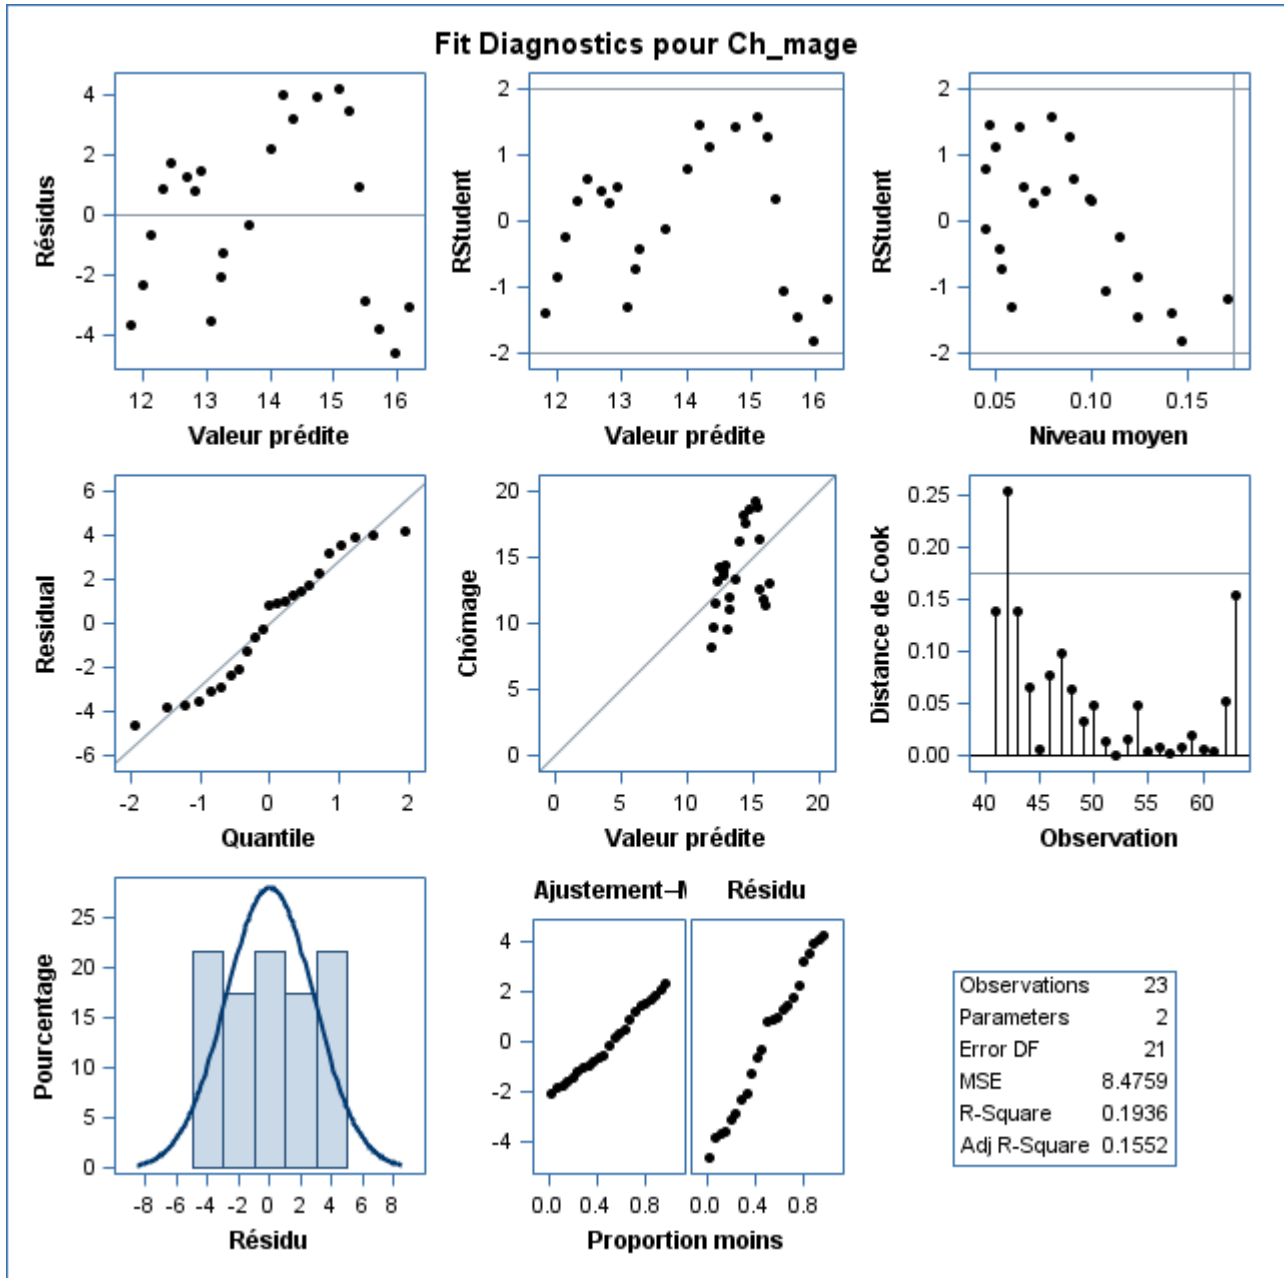 Fit Diagnostics pour Ch_mage
Résidus
4
2
0
-2
-4
12 13 14 15 16
Valeur prédite
RStudent
2
1
0
-1
-2
12 13 14 15 16
Valeur prédite
RStudent
2
1
0
-1
-2
0.05 0.10 0.15
Niveau moyen
Residual
6
4
2
0
-2
-4
-6
-2 -1 0 1 2
Quantile
Chômage
20
15
10
5
0
0 5 10 15 20
Valeur prédite
Distance de Cook
0.25
0.20
0.15
0.10
0.05
0.00
40 45 50 55 60
Observation
Pourcentage
25
20
15
10
5
0
-8 -6 -4 -2 0 2 4 6 8
Résidu
Ajustement–M Résidu
4
2
0
-2
-4
0.0 0.4 0.8 0.0 0.4 0.8
Proportion moins
Observations 23
Parameters 2
Error DF 21
MSE 8.4759
R-Square 0.1936
Adj R-Square 0.1552